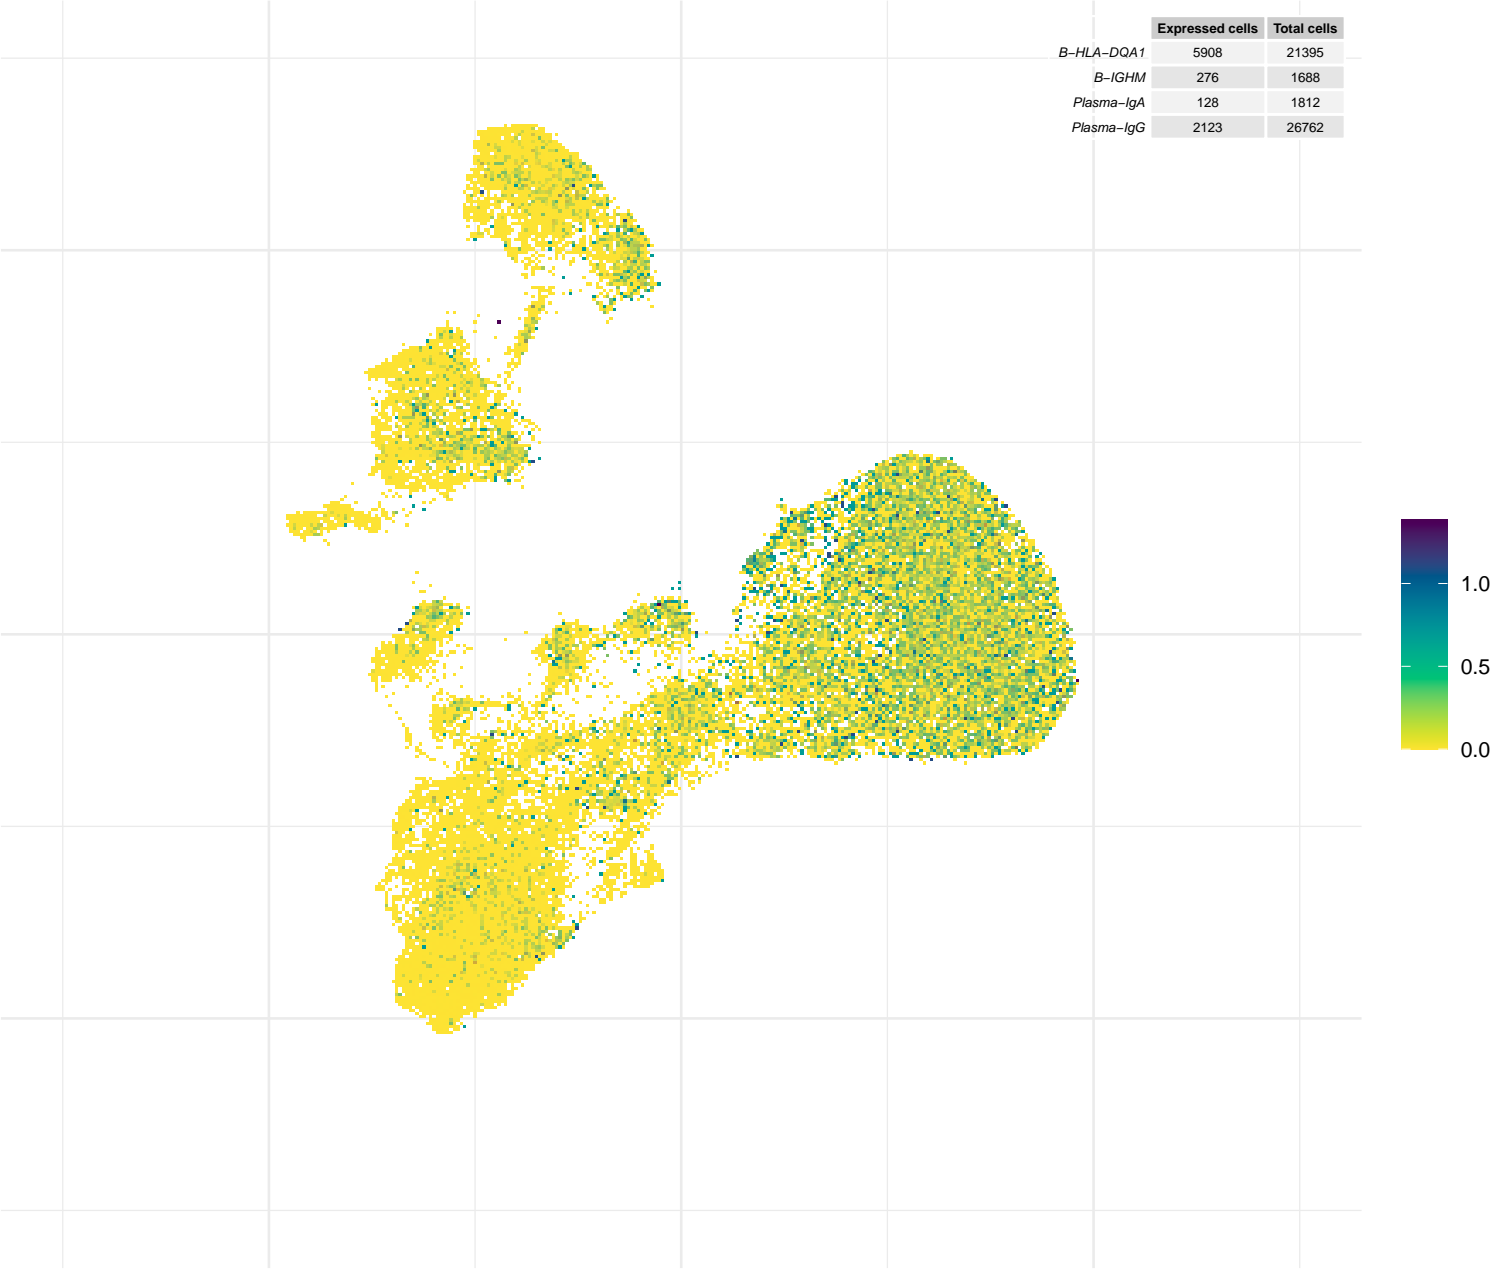 Expressed cells Total cells
B−HLA−DQA1 5908 21395
B−IGHM 276 1688
Plasma−IgA 128 1812
Plasma−IgG 2123 26762
1.0
0.5
0.0